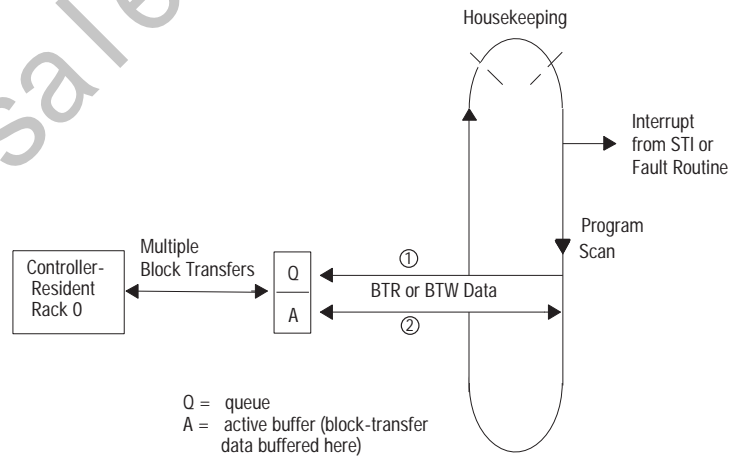 sale
Housekeeping
Interrupt
from STI or
Fault Routine
Program
Scan
Multiple
Block Transfers
Controller-
Resident
Rack 0
Q
A
①
BTR or BTW Data
②
Q = queue
A = active buffer (block-transfer
data buffered here)